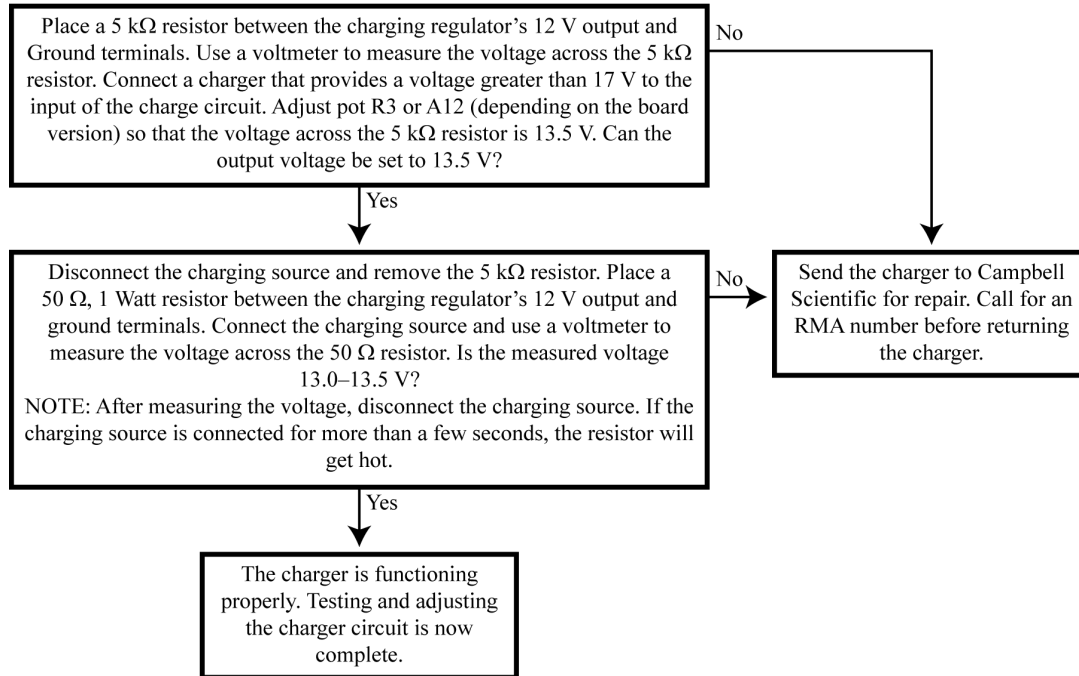 Place a 5 kΩ resistor between the charging regulator’s 12 V output and
Ground terminals. Use a voltmeter to measure the voltage across the 5 kΩ
resistor. Connect a charger that provides a voltage greater than 17 V to the
input of the charge circuit. Adjust pot R3 or A12 (depending on the board
version) so that the voltage across the 5 kΩ resistor is 13.5 V. Can the
output voltage be set to 13.5 V?
No
Yes
Disconnect the charging source and remove the 5 kΩ resistor. Place a
50 Ω, 1 Watt resistor between the charging regulator’s 12 V output and
ground terminals. Connect the charging source and use a voltmeter to
measure the voltage across the 50 Ω resistor. Is the measured voltage
13.0–13.5 V?
NOTE: After measuring the voltage, disconnect the charging source. If the
charging source is connected for more than a few seconds, the resistor will
get hot.
No
Send the charger to Campbell
Scientific for repair. Call for an
RMA number before returning
the charger.
Yes
The charger is functioning
properly. Testing and adjusting
the charger circuit is now
complete.